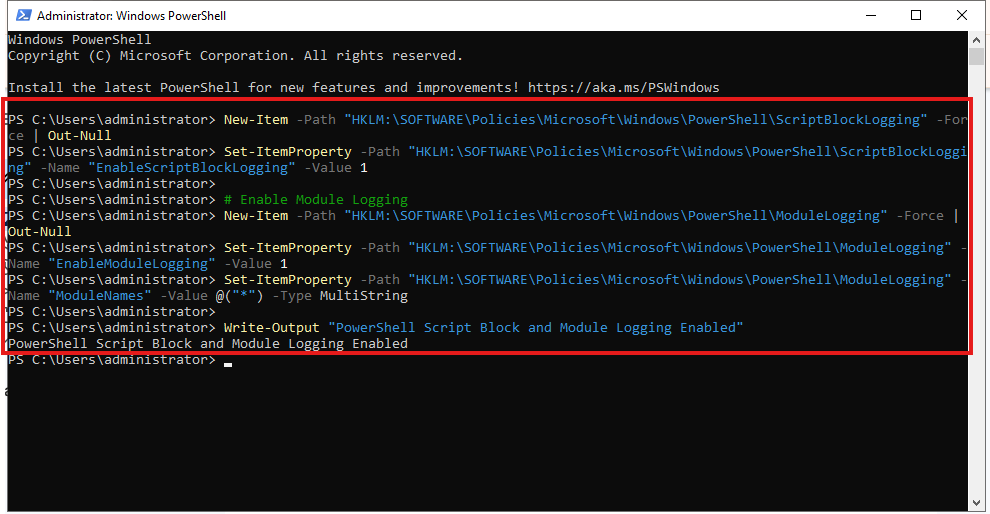 Administrator: Windows PowerShell
Windows PowerShell
Copyright (C) Microsoft Corporation. All rights reserved.
Install the latest PowerShell for new features and improvements! https://aka.ms/PSWindows
PS C:\Users\administrator> New-Item -Path "HKLM:\SOFTWARE\Policies\Microsoft\Windows\PowerShell\ScriptBlockLogging" -For
ce | Out-Null
PS C:\Users\administrator> Set-ItemProperty -Path "HKLM:\SOFTWARE\Policies\Microsoft\Windows\PowerShell\ScriptBlockLoggi
ng" -Name "EnableScriptBlockLogging" -Value 1
PS C:\Users\administrator>
PS C:\Users\administrator> # Enable Module Logging
PS C:\Users\administrator> New-Item -Path "HKLM:\SOFTWARE\Policies\Microsoft\Windows\PowerShell\ModuleLogging" -Force |
Out-Null
PS C:\Users\administrator> Set-ItemProperty -Path "HKLM:\SOFTWARE\Policies\Microsoft\Windows\PowerShell\ModuleLogging" -
Name "EnableModuleLogging" -Value 1
PS C:\Users\administrator> Set-ItemProperty -Path "HKLM:\SOFTWARE\Policies\Microsoft\Windows\PowerShell\ModuleLogging" -
Name "ModuleNames" -Value @("*") -Type MultiString
PS C:\Users\administrator>
PS C:\Users\administrator> Write-Output "PowerShell Script Block and Module Logging Enabled"
PowerShell Script Block and Module Logging Enabled
PS C:\Users\administrator>